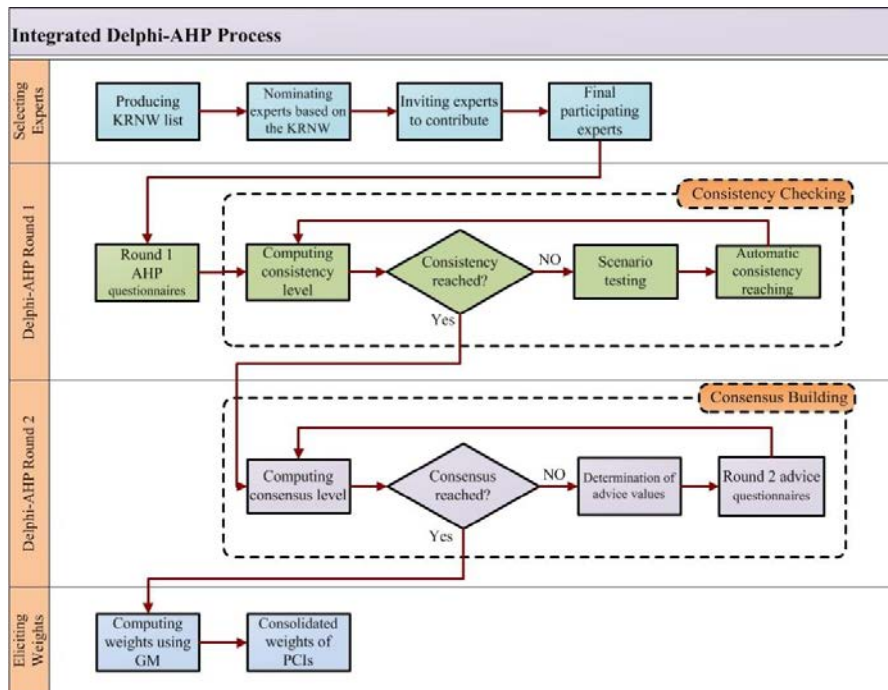 Integrated Delphi-AHP Process
Selecting
Experts
Producing
KRNW list
Nominating
experts based on
the KRNW
Inviting experts
to contribute
Final
participating
experts
Delphi-AHP Round 1
Consistency Checking
Round 1
AHP
questionnaires
Computing
consistency
level
Consistency
reached?
NO
Scenario
testing
Automatic
consistency
reaching
Yes
Delphi-AHP Round 2
Consensus Building
Computing
consensus level
Consensus
reached?
NO
Determination of
advice values
Round 2 advice
questionnaires
Yes
Eliciting
Weights
Computing
weights using
GM
Consolidated
weights of
PCIs